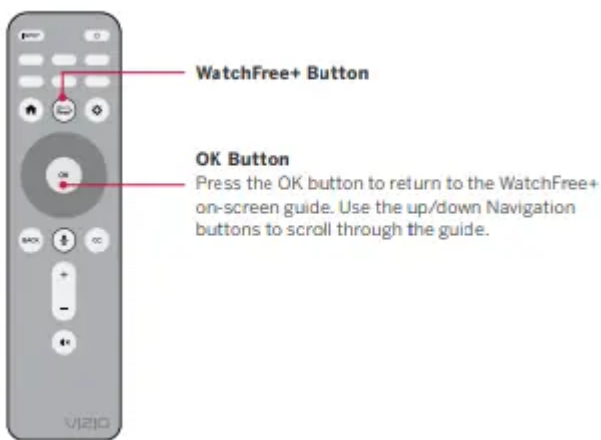 INPUT
WatchFree+ Button
OK Button
OK
Press the OK button to return to the WatchFree+
on-screen guide. Use the up/down Navigation
buttons to scroll through the guide.
BACK
CC
+
−
VIZIO